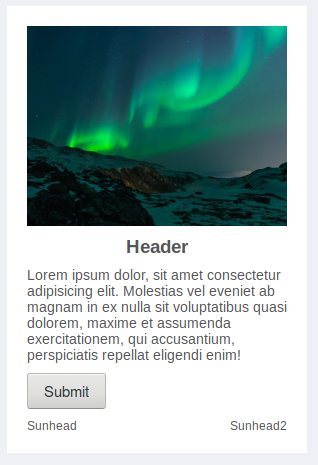 Header
Lorem ipsum dolor, sit amet consectetur
adipisicing elit. Molestias vel eveniet ab
magnam in ex nulla sit voluptatibus quasi
dolorem, maxime et assumenda
exercitationem, qui accusantium,
perspiciatis repellat eligendi enim!
Submit
Sunhead Sunhead2